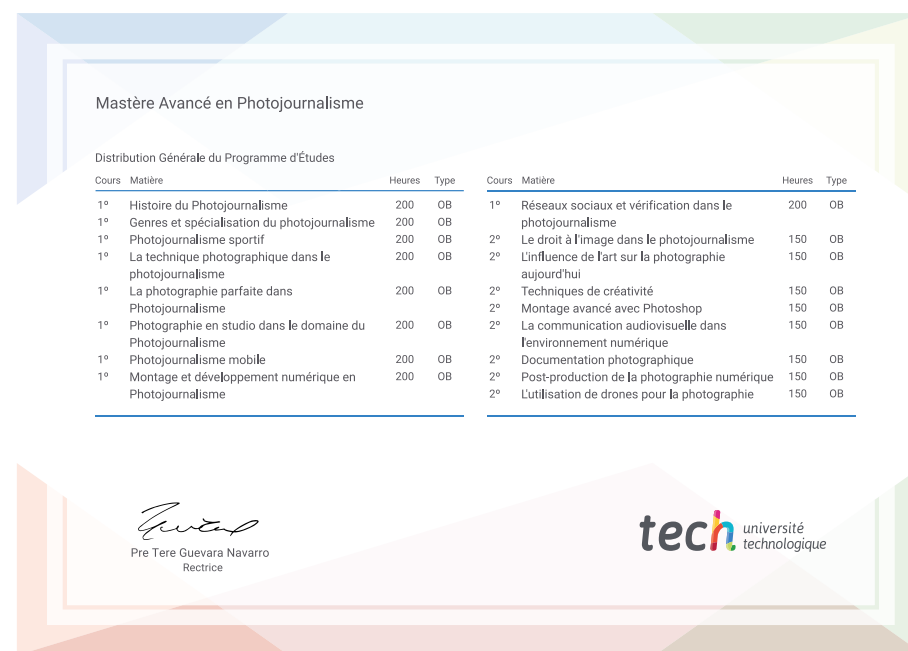 Mastère Avancé en Photojournalisme
Distribution Générale du Programme d'Études
Cours Matière Heures Type
1º Histoire du Photojournalisme 200 OB
1º Genres et spécialisation du photojournalisme 200 OB
1º Photojournalisme sportif 200 OB
1º La technique photographique dans le 200 OB
photojournalisme
1º La photographie parfaite dans 200 OB
Photojournalisme
1º Photographie en studio dans le domaine du 200 OB
Photojournalisme
1º Photojournalisme mobile 200 OB
1º Montage et développement numérique en 200 OB
Photojournalisme
Cours Matière Heures Type
1º Réseaux sociaux et vérification dans le 200 OB
photojournalisme
2º Le droit à l'image dans le photojournalisme 150 OB
2º L'influence de l'art sur la photographie 150 OB
aujourd'hui
2º Techniques de créativité 150 OB
2º Montage avancé avec Photoshop 150 OB
2º La communication audiovisuelle dans 150 OB
l'environnement numérique
2º Documentation photographique 150 OB
2º Post-production de la photographie numérique 150 OB
2º L'utilisation de drones pour la photographie 150 OB
Pre Tere Guevara Navarro
Rectrice
tech université
technologique